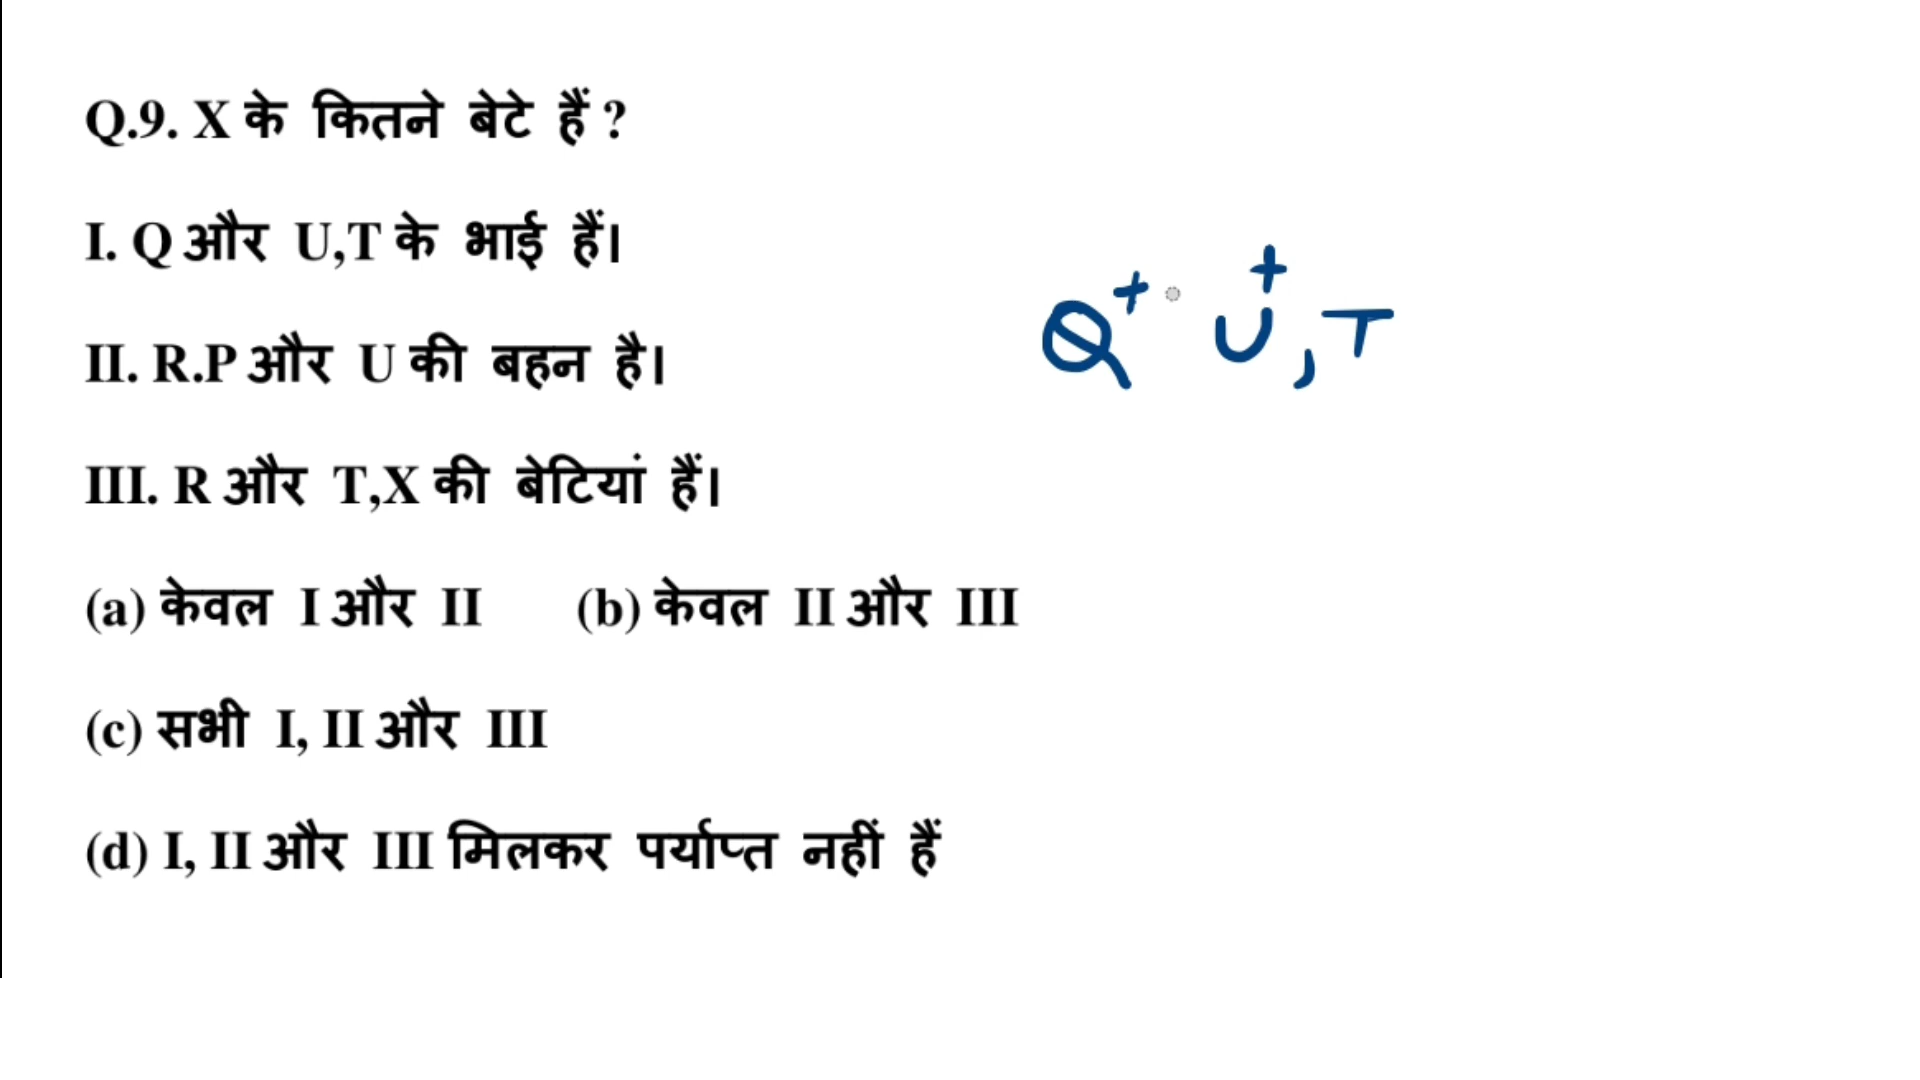 Q.9. X के कितने बेटे हैं ?
I. Q और U,T के भाई हैं।
Q+ U+, T
II. R.P और U की बहन है।
III. R और T,X की बेटियां हैं।
(a) केवल I और II (b) केवल II और III
(c) सभी I, II और III
(d) I, II और III मिलकर पर्याप्त नहीं हैं